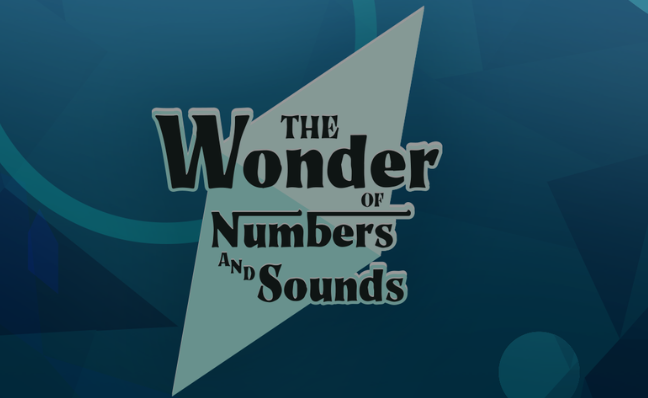 THE
Wonder
OF
Numbers
AND
Sounds